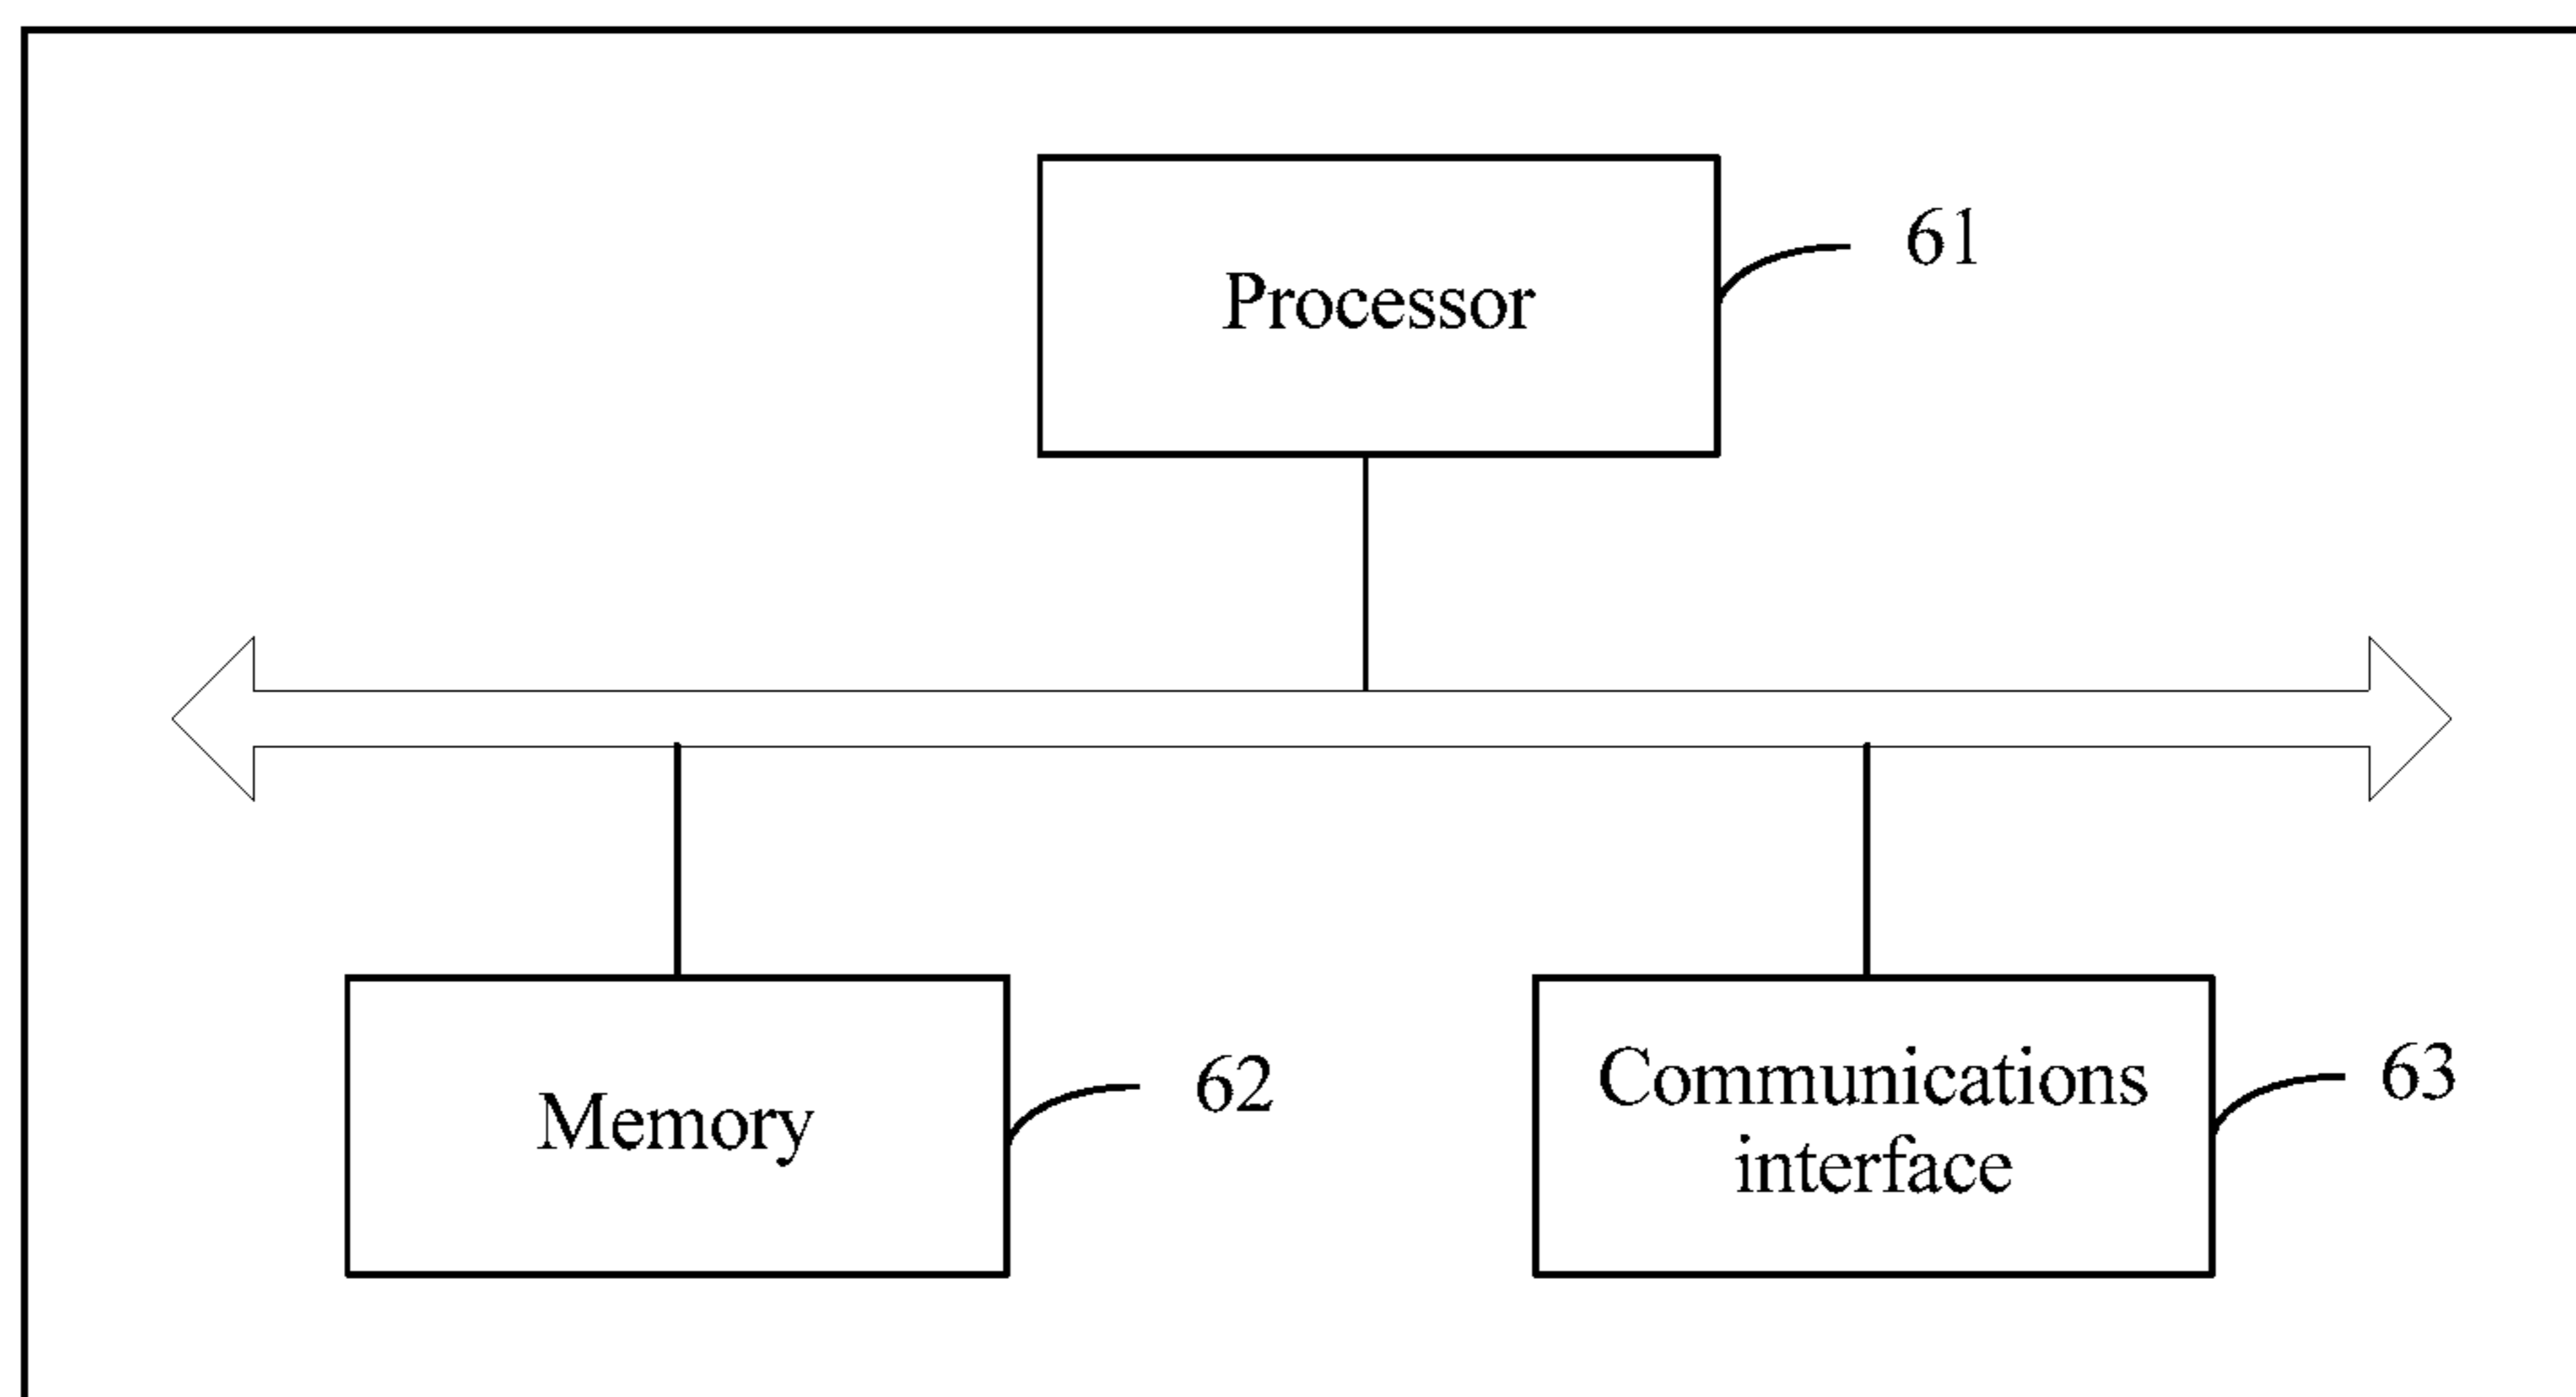 61
Processor
62
Memory
Communications
interface
63